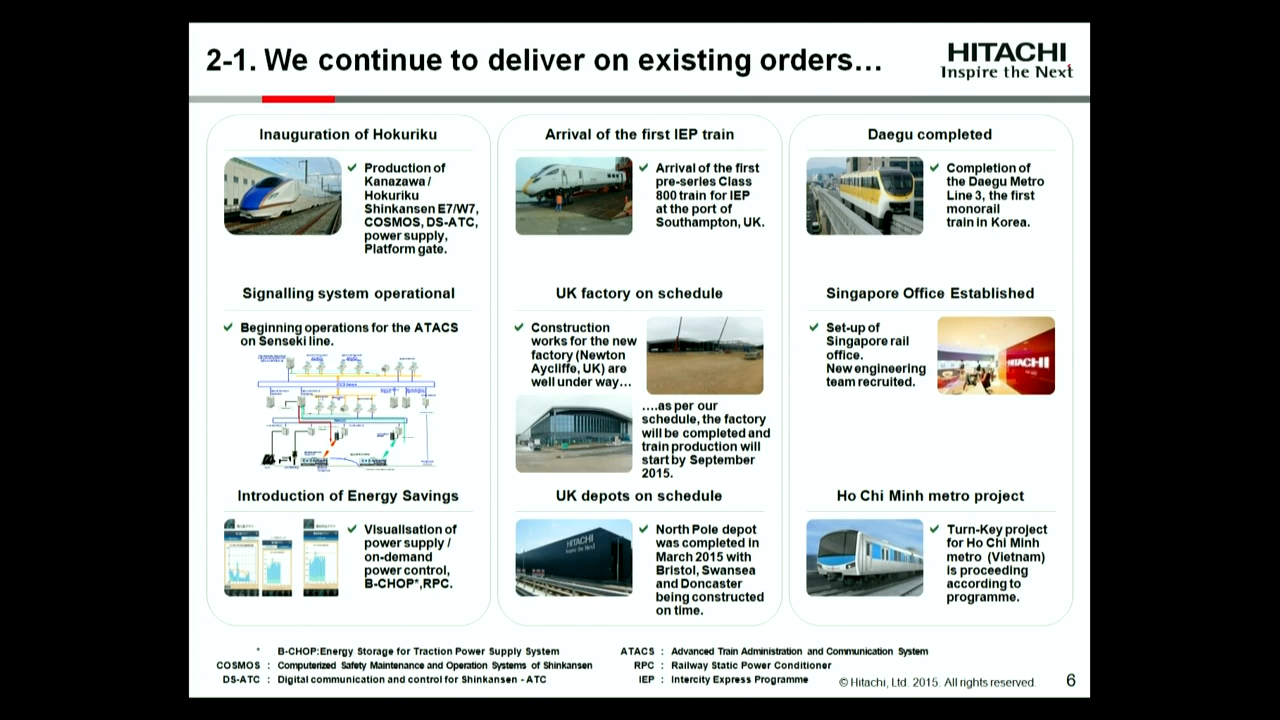 2-1. We continue to deliver on existing orders…
HITACHI
Inspire the Next
Inauguration of Hokuriku
✔ Production of
Kanazawa /
Hokuriku
Shinkansen E7/W7,
COSMOS, DS-ATC,
power supply,
Platform gate.
Signalling system operational
✔ Beginning operations for the ATACS
on Senseki line.
Introduction of Energy Savings
✔ Visualisation of
power supply /
on-demand
power control,
B-CHOP*,RPC.
Arrival of the first IEP train
✔ Arrival of the first
pre-series Class
800 train for IEP
at the port of
Southampton, UK.
UK factory on schedule
✔ Construction
works for the new
factory (Newton
Aycliffe, UK) are
well under way…
….as per our
schedule, the factory
will be completed and
train production will
start by September
2015.
UK depots on schedule
HITACHI
Inspire the Next
✔ North Pole depot
was completed in
March 2015 with
Bristol, Swansea
and Doncaster
being constructed
on time.
Daegu completed
✔ Completion of
the Daegu Metro
Line 3, the first
monorail
train in Korea.
Singapore Office Established
✔ Set-up of
Singapore rail
office.
New engineering
team recruited.
HITACHI
Ho Chi Minh metro project
✔ Turn-Key project
for Ho Chi Minh
metro (Vietnam)
is proceeding
according to
programme.
* B-CHOP:Energy Storage for Traction Power Supply System
COSMOS : Computerized Safety Maintenance and Operation Systems of Shinkansen
DS-ATC : Digital communication and control for Shinkansen - ATC
ATACS : Advanced Train Administration and Communication System
RPC : Railway Static Power Conditioner
IEP : Intercity Express Programme
© Hitachi, Ltd. 2015. All rights reserved.
6